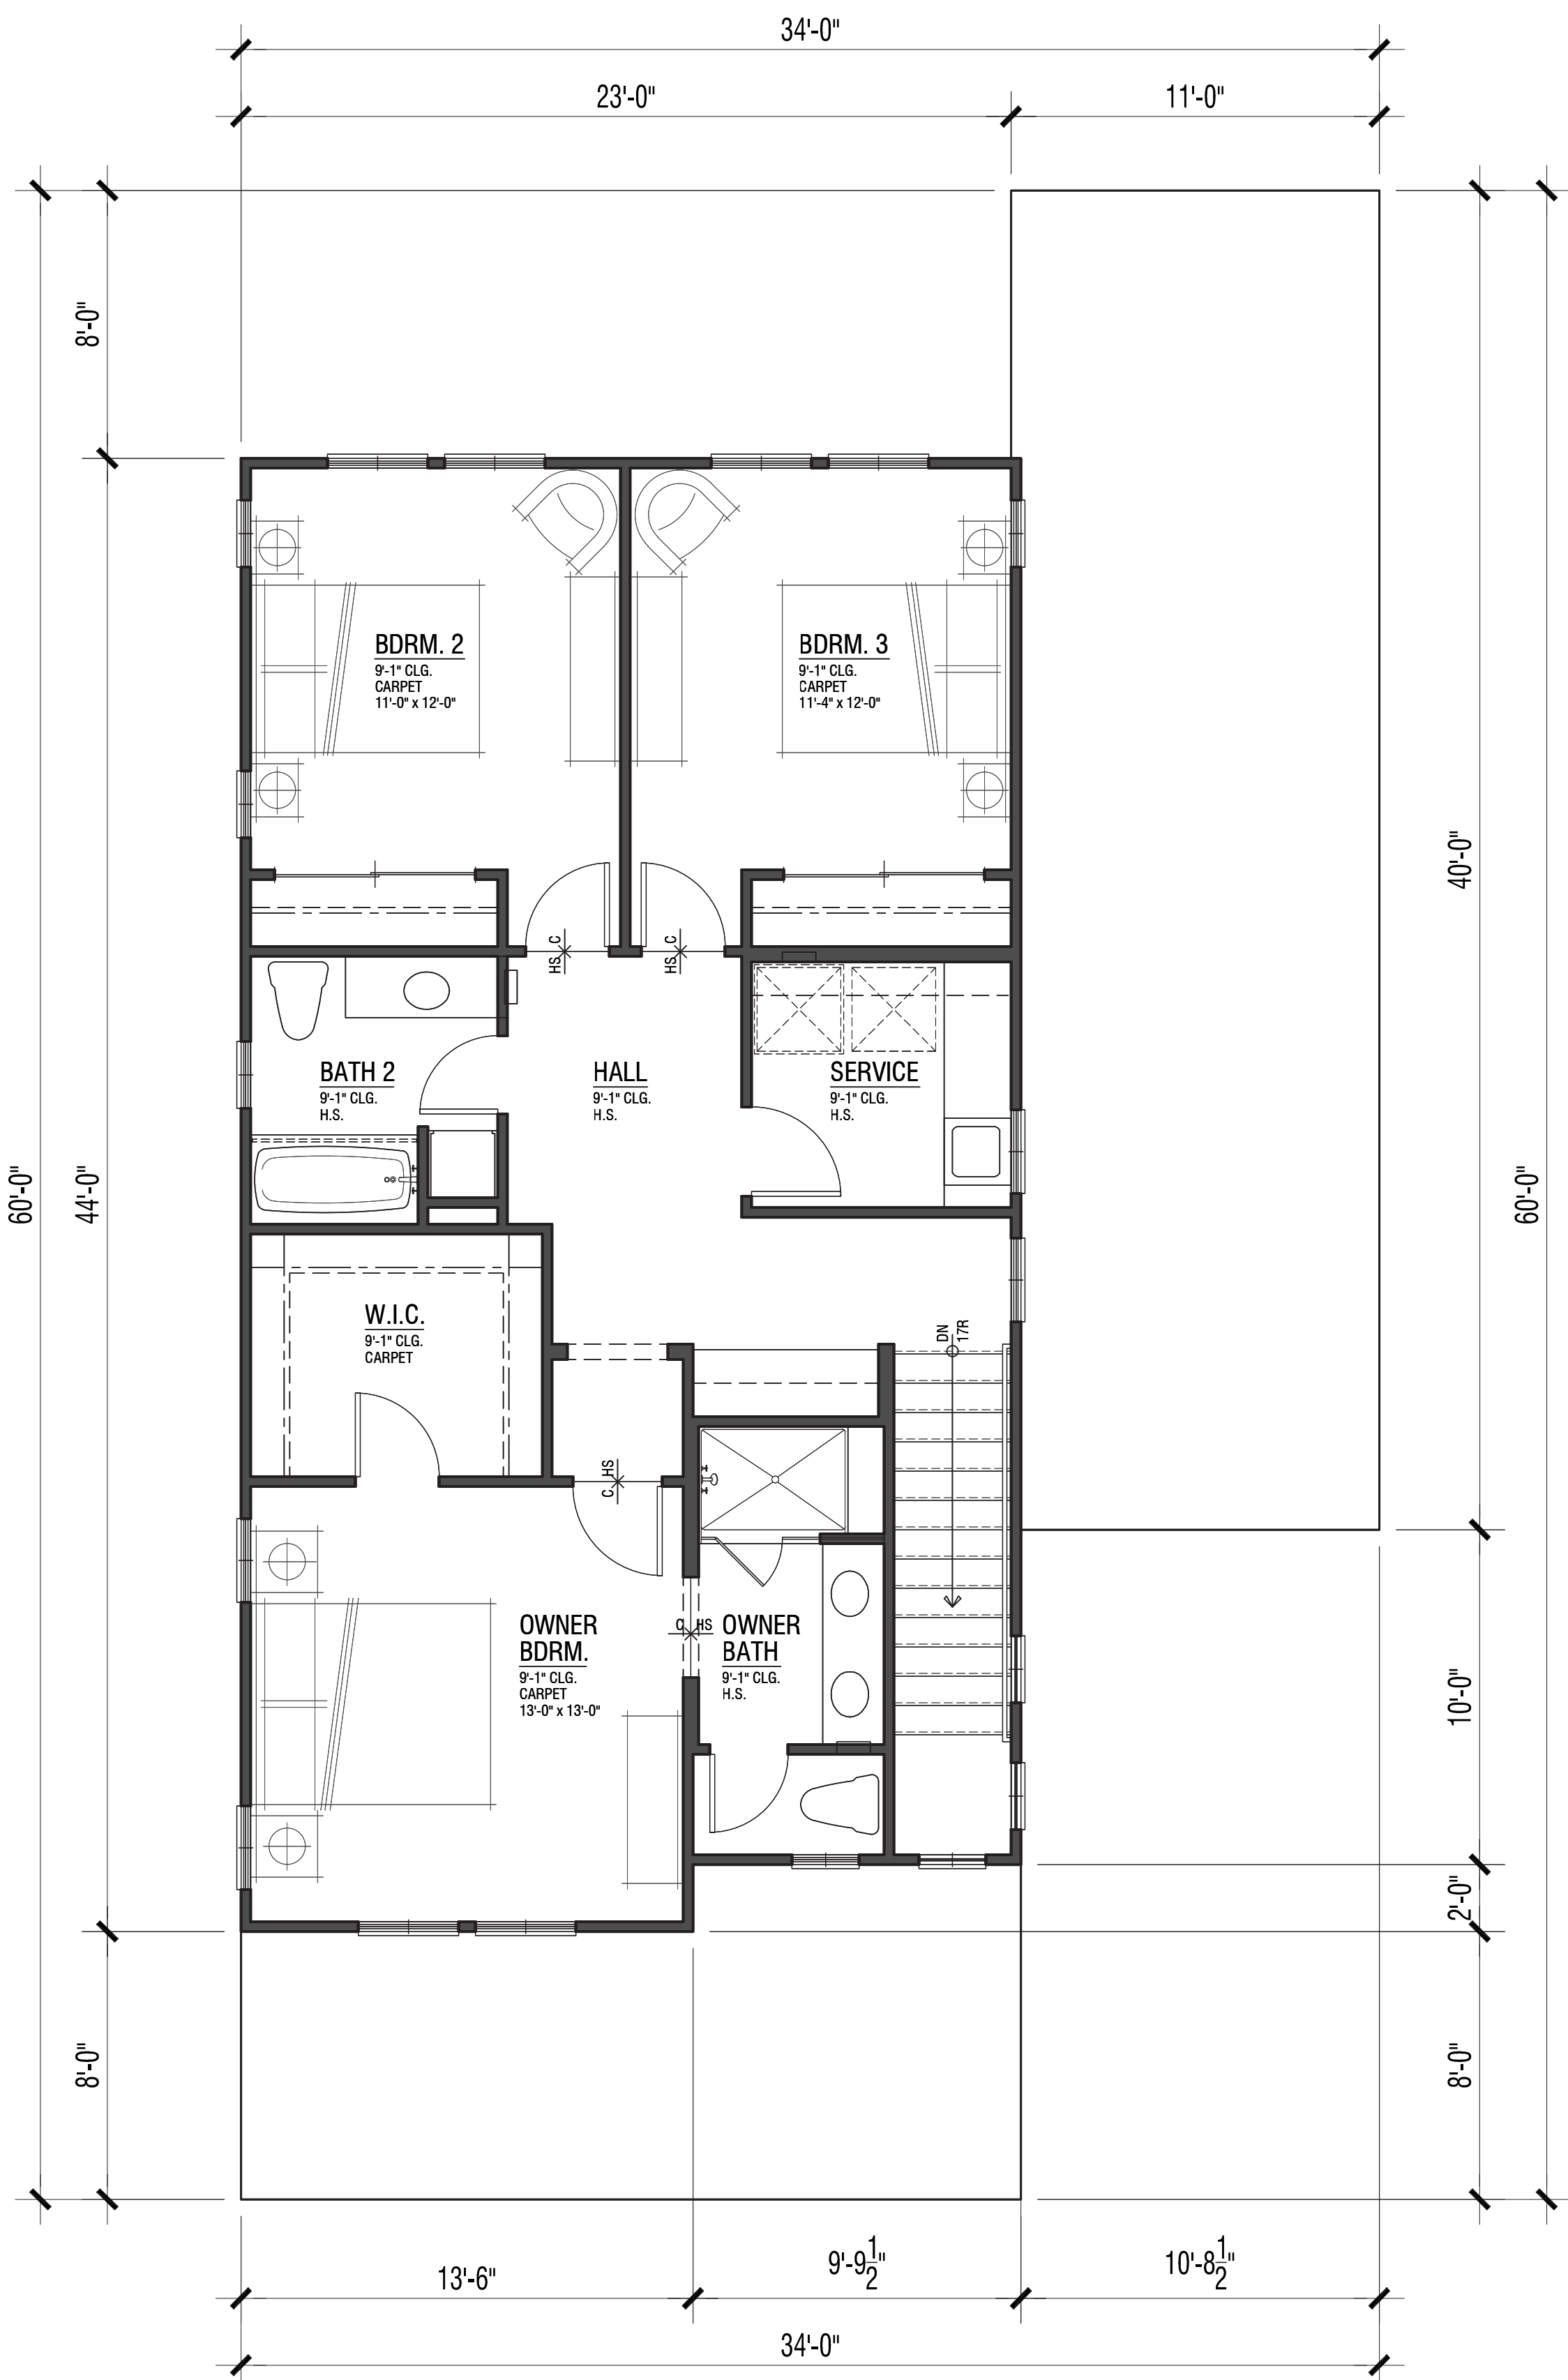 34'-0"
23'-0"
11'-0"
8'-0"
BDRM. 2
9'-1" CLG.
CARPET
11'-0" x 12'-0"
BDRM. 3
9'-1" CLG.
CARPET
11'-4" x 12'-0"
40'-0"
HS C
HS C
BATH 2
9'-1" CLG.
H.S.
HALL
9'-1" CLG.
H.S.
SERVICE
9'-1" CLG.
H.S.
60'-0"
44'-0"
60'-0"
W.I.C.
9'-1" CLG.
CARPET
DN
17R
C HS
OWNER
BDRM.
9'-1" CLG.
CARPET
13'-0" x 13'-0"
C HS
OWNER
BATH
9'-1" CLG.
H.S.
10'-0"
2'-0"
8'-0"
8'-0"
13'-6"
9'-9 1/2"
10'-8 1/2"
34'-0"